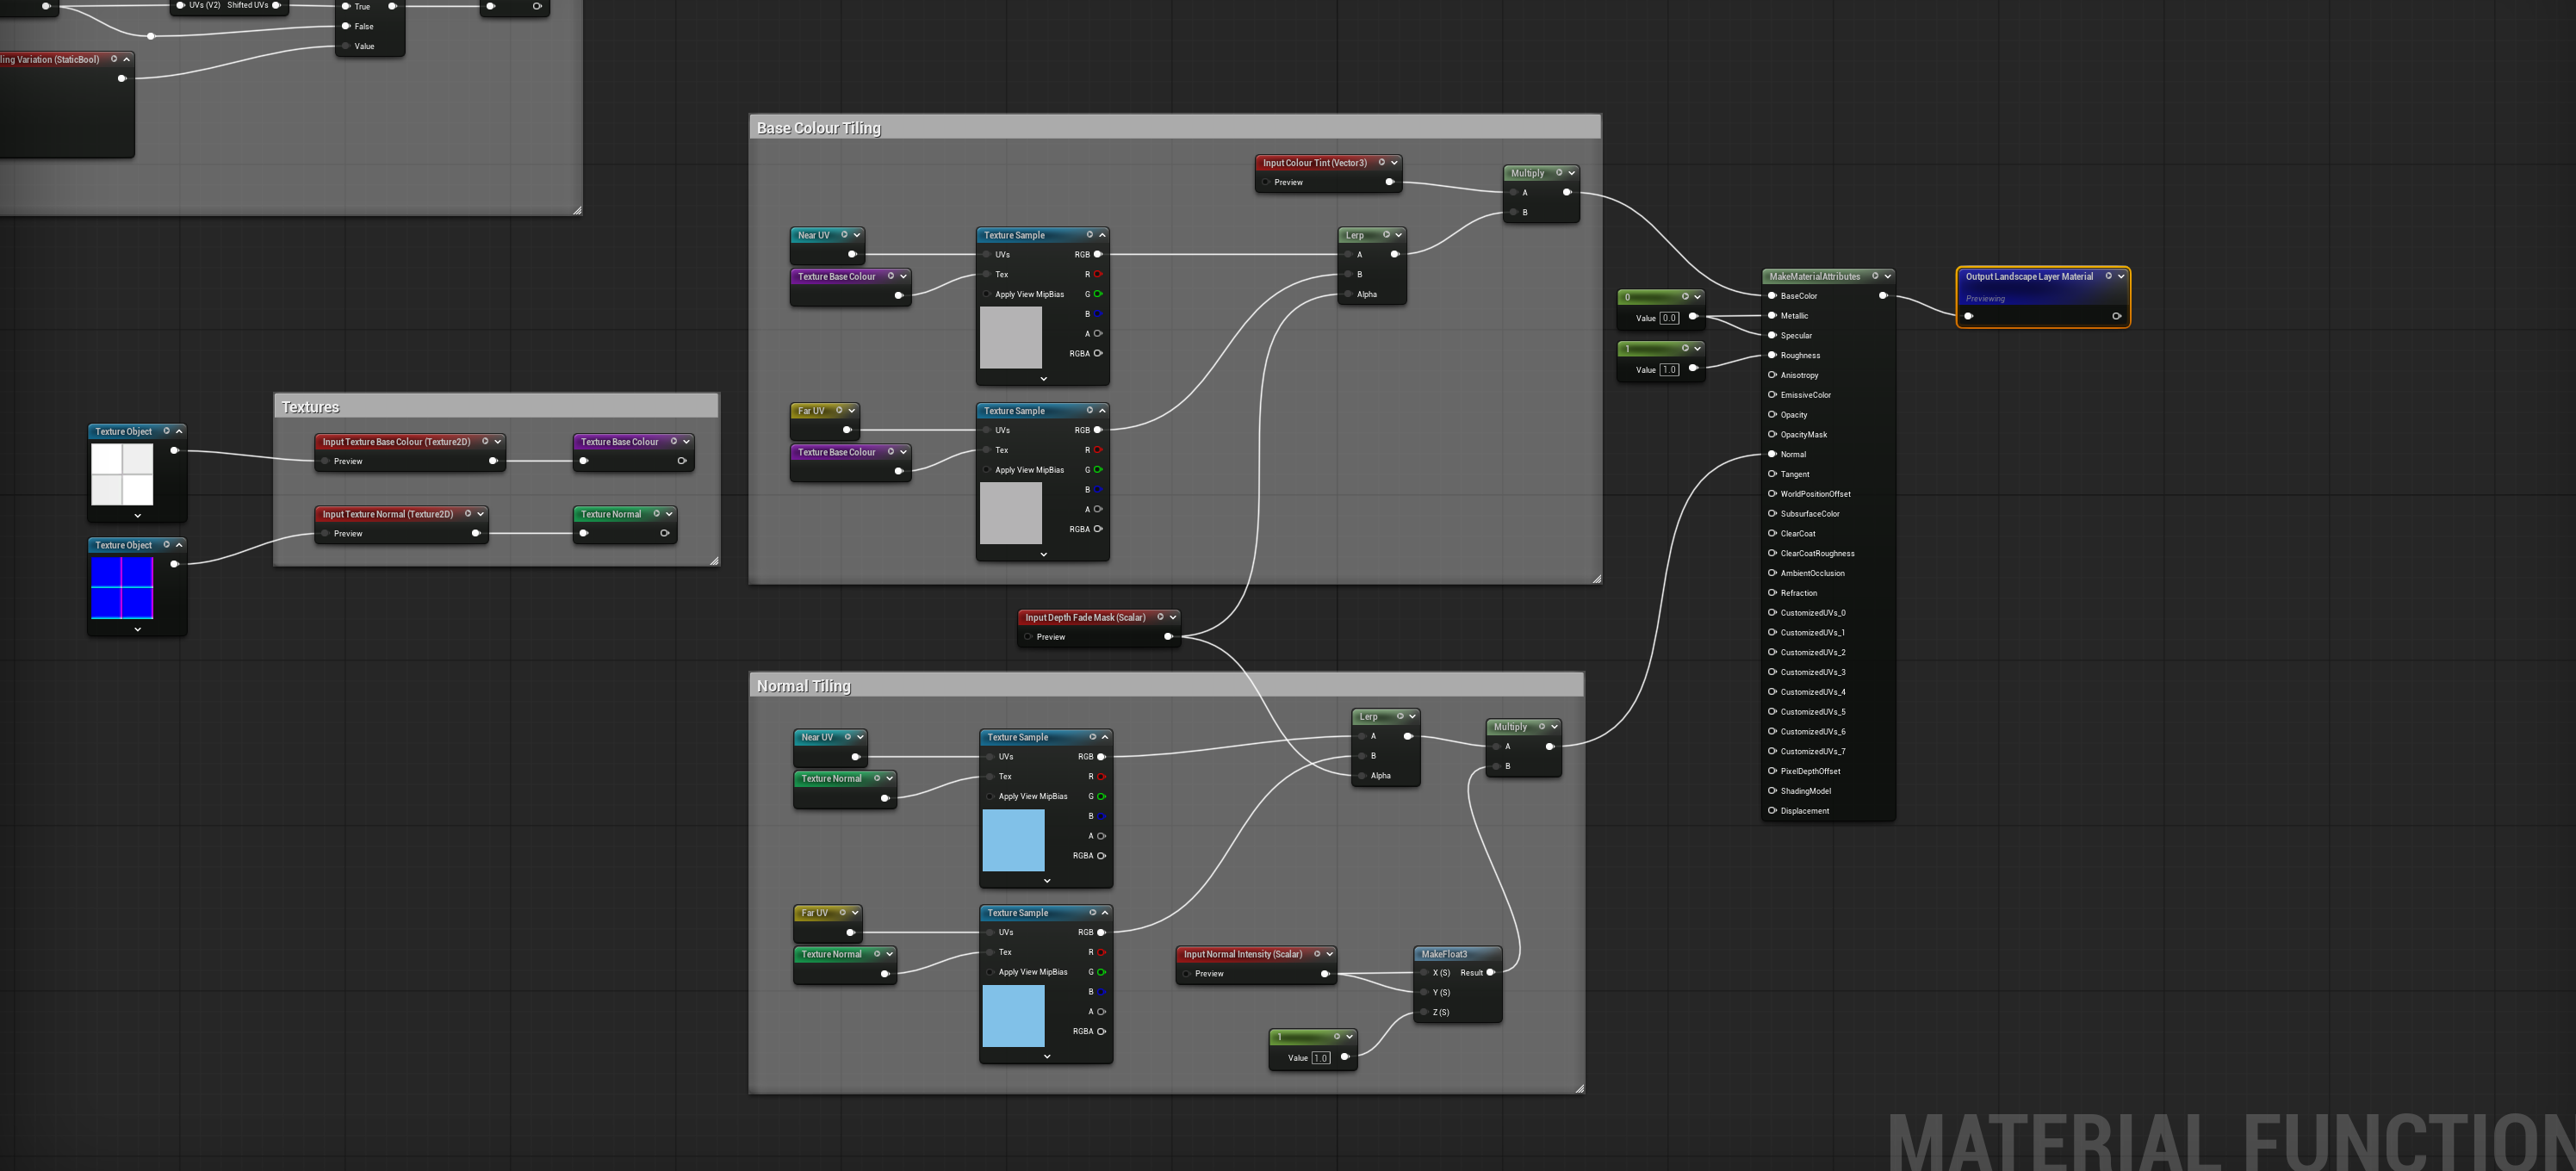 UVs (V2) Shifted UVs
True
False
Value
ling Variation (StaticBool)
Base Colour Tiling
Input Colour Tint (Vector3)
Preview
Multiply
A
B
Near UV
Texture Base Colour
Texture Sample
UVs RGB
Tex R
Apply View MipBias G
B
A
RGBA
Lerp
A
B
Alpha
Far UV
Texture Base Colour
Texture Sample
UVs RGB
Tex R
Apply View MipBias G
B
A
RGBA
Texture Object
Texture Object
Textures
Input Texture Base Colour (Texture2D)
Preview
Texture Base Colour
Input Texture Normal (Texture2D)
Preview
Texture Normal
Input Depth Fade Mask (Scalar)
Preview
Normal Tiling
Near UV
Texture Normal
Texture Sample
UVs RGB
Tex R
Apply View MipBias G
B
A
RGBA
Lerp
A
B
Alpha
Multiply
A
B
Far UV
Texture Normal
Texture Sample
UVs RGB
Tex R
Apply View MipBias G
B
A
RGBA
Input Normal Intensity (Scalar)
Preview
MakeFloat3
X (S) Result
Y (S)
Z (S)
1
Value 1.0
0
Value 0.0
1
Value 1.0
MakeMaterialAttributes
BaseColor
Metallic
Specular
Roughness
Anisotropy
EmissiveColor
Opacity
OpacityMask
Normal
Tangent
WorldPositionOffset
SubsurfaceColor
ClearCoat
ClearCoatRoughness
AmbientOcclusion
Refraction
CustomizedUVs_0
CustomizedUVs_1
CustomizedUVs_2
CustomizedUVs_3
CustomizedUVs_4
CustomizedUVs_5
CustomizedUVs_6
CustomizedUVs_7
PixelDepthOffset
ShadingModel
Displacement
Output Landscape Layer Material
Previewing
MATERIAL FUNCTION